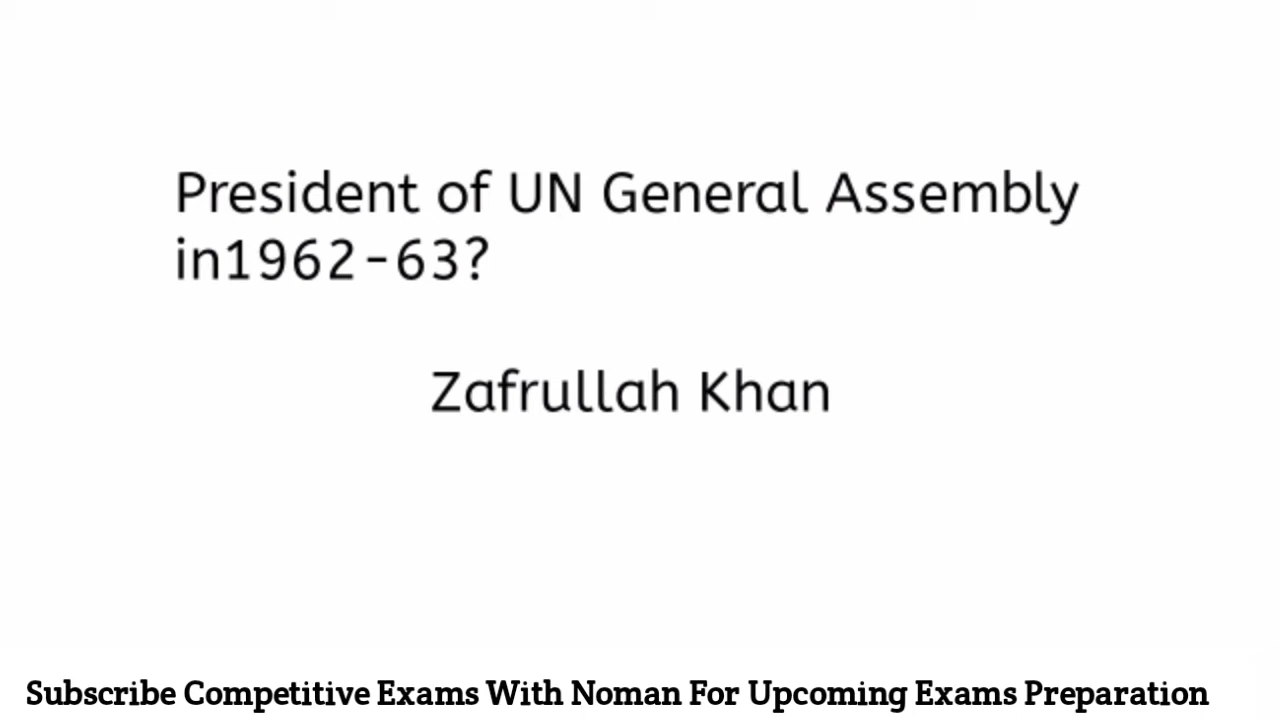 President of UN General Assembly
in1962-63?
Zafrullah Khan
Subscribe Competitive Exams With Noman For Upcoming Exams Preparation